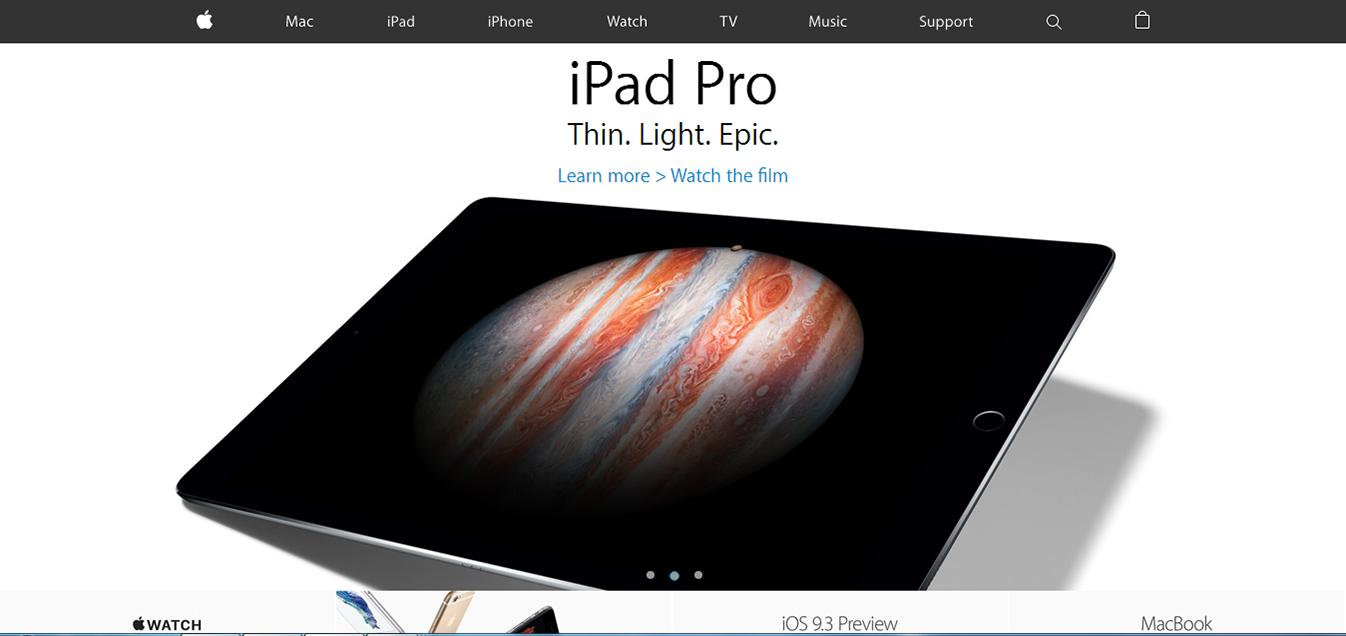 Mac iPad iPhone Watch TV Music Support
iPad Pro
Thin. Light. Epic.
Learn more > Watch the film
WATCH
iOS 9.3 Preview
MacBook